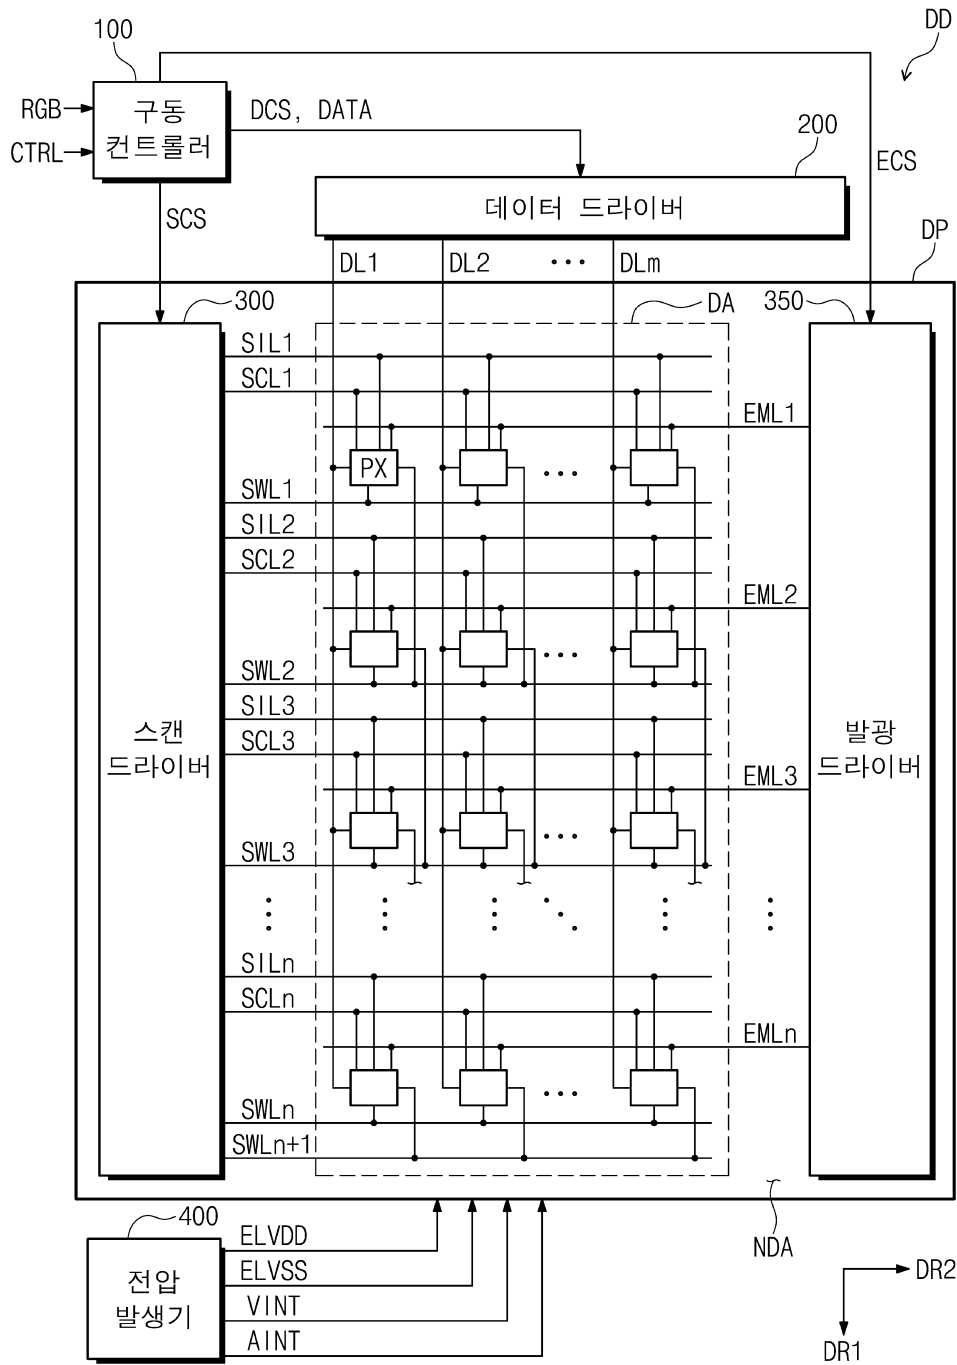 DD
100
RGB
CTRL
구동
컨트롤러
DCS, DATA
200
ECS
SCS
데이터 드라이버
DP
DL1
DL2
DLm
300
DA
350
SIL1
SCL1
EML1
PX
SWL1
SIL2
SCL2
EML2
SWL2
SIL3
SCL3
EML3
SWL3
스캔
드라이버
발광
드라이버
SILn
SCLn
EMLn
SWLn
SWLn+1
400
전압
발생기
ELVDD
ELVSS
VINT
AINT
NDA
DR2
DR1